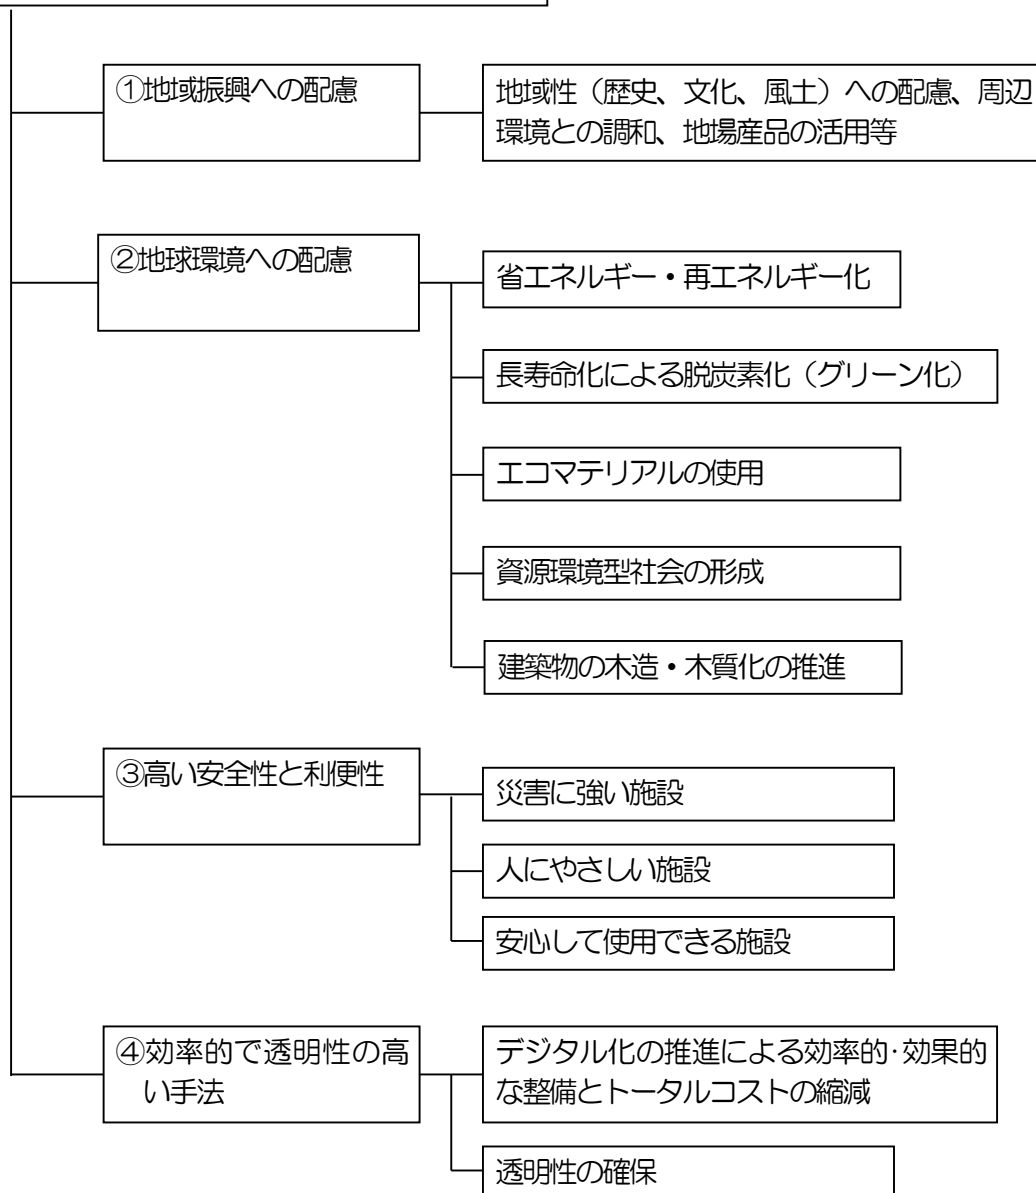 ①地域振興への配慮
地域性（歴史、文化、風土）への配慮、周辺
環境との調和、地場産品の活用等
②地球環境への配慮
省エネルギー・再エネルギー化
長寿命化による脱炭素化（グリーン化）
エコマテリアルの使用
資源環境型社会の形成
建築物の木造・木質化の推進
③高い安全性と利便性
災害に強い施設
人にやさしい施設
安心して使用できる施設
④効率的で透明性の高
い手法
デジタル化の推進による効率的･効果的
な整備とトータルコストの縮減
透明性の確保